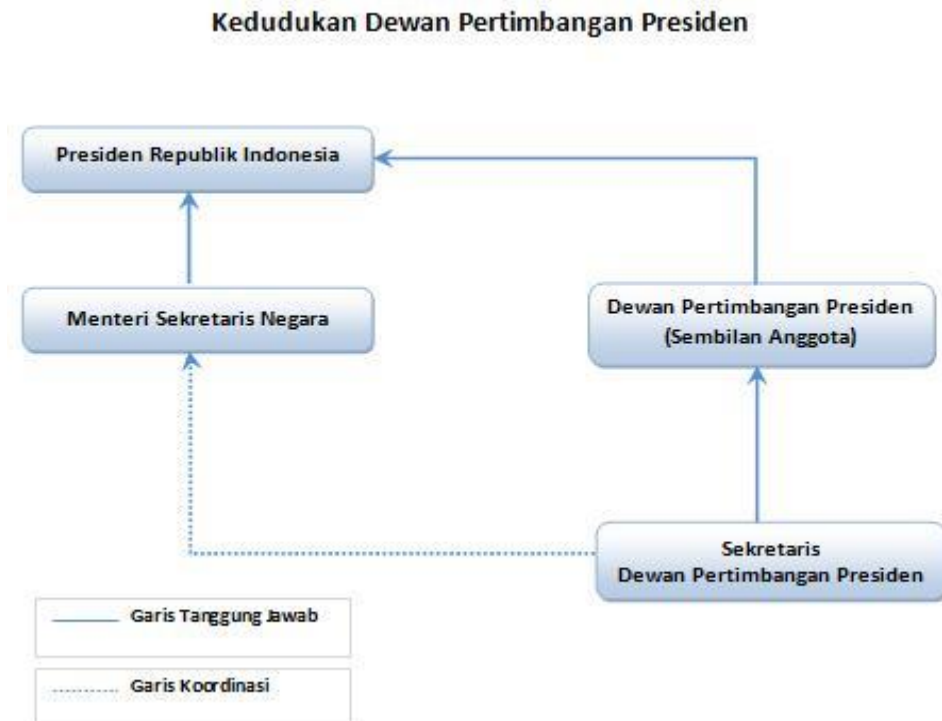 Kedudukan Dewan Pertimbangan Presiden
Presiden Republik Indonesia
Menteri Sekretaris Negara
Dewan Pertimbangan Presiden
(Sembilan Anggota)
Sekretaris
Dewan Pertimbangan Presiden
Garis Tanggung Jawab
Garis Koordinasi